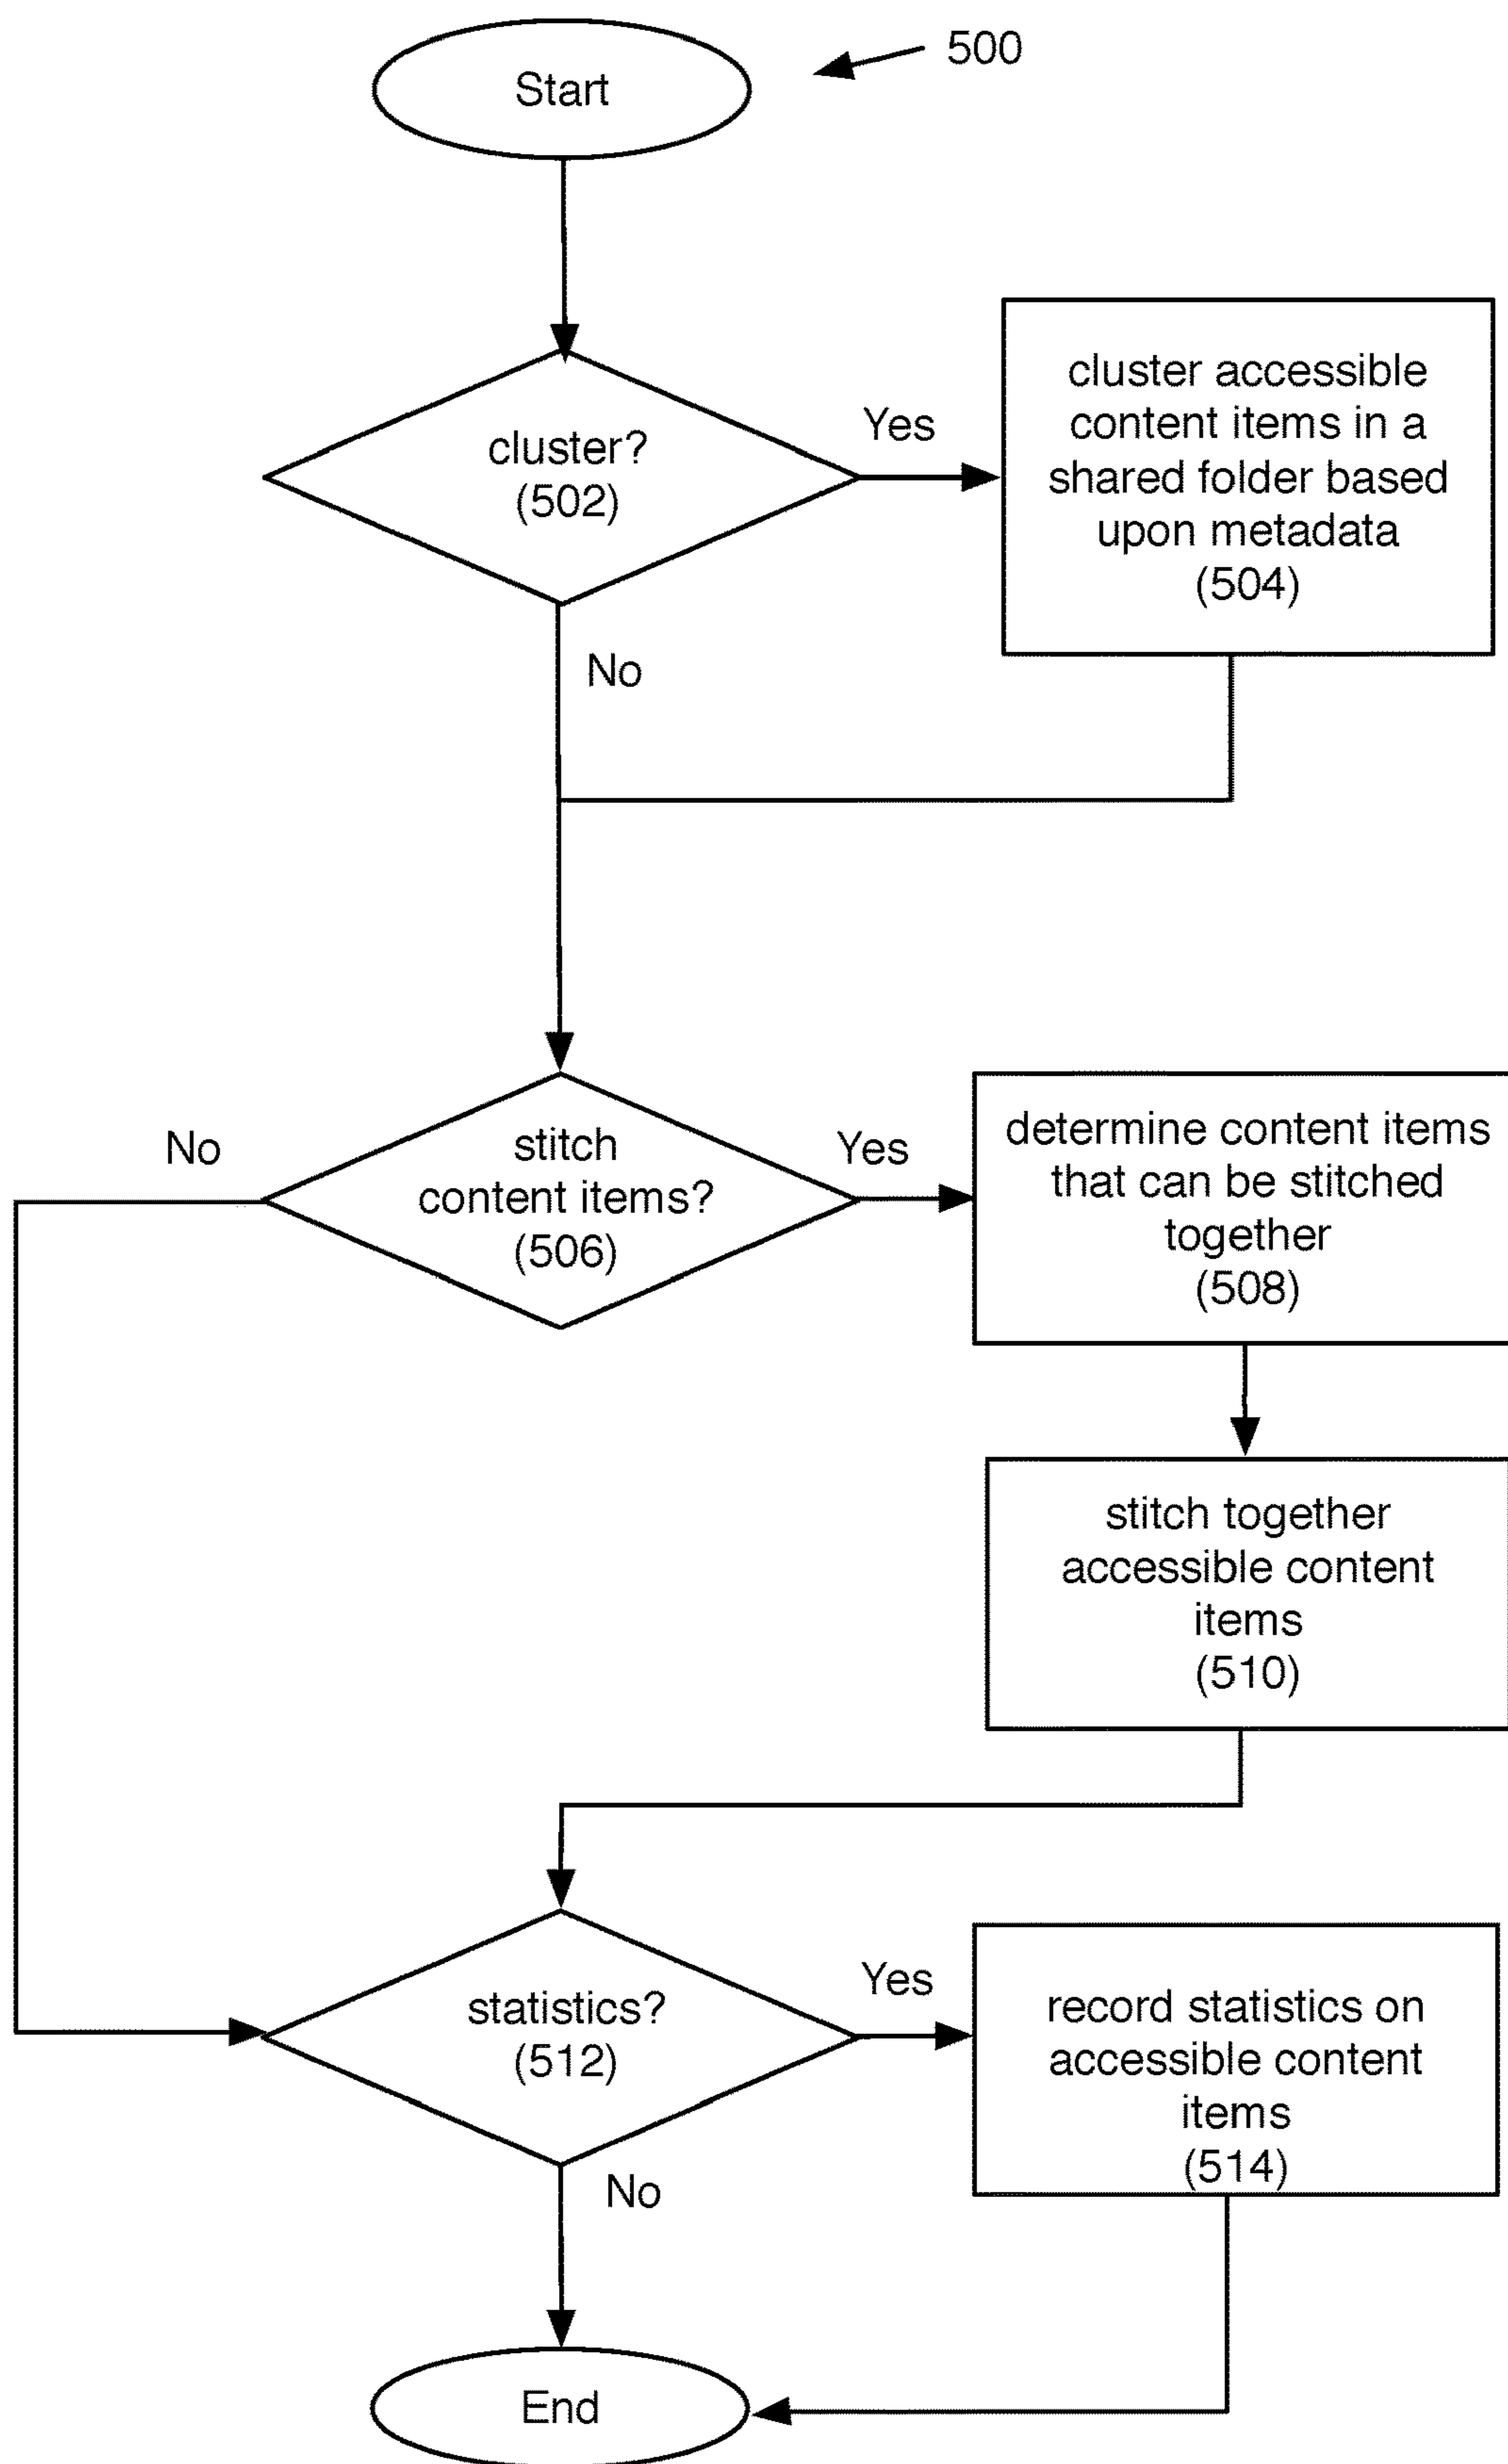 Start
500
cluster?
(502)
Yes
cluster accessible
content items in a
shared folder based
upon metadata
(504)
No
No
stitch
content items?
(506)
Yes
determine content items
that can be stitched
together
(508)
stitch together
accessible content
items
(510)
statistics?
(512)
Yes
record statistics on
accessible content
items
(514)
No
End